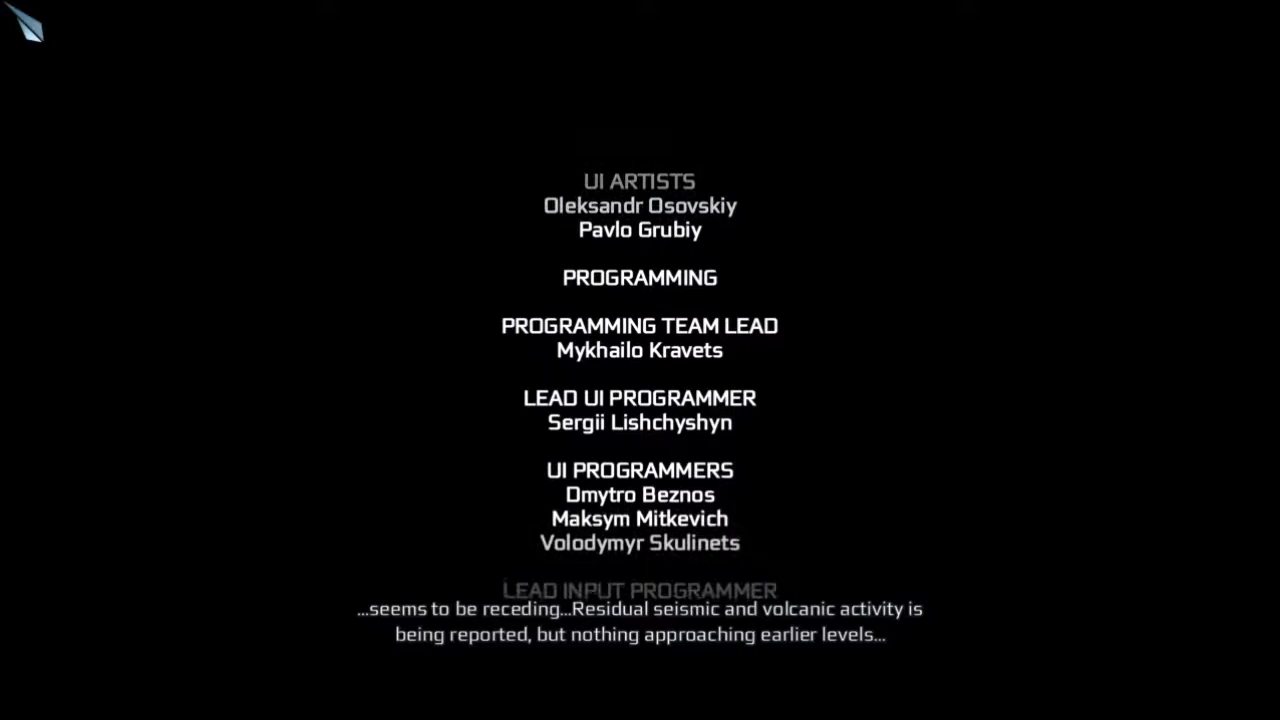 UI ARTISTS
Oleksandr Osovskiy
Pavlo Grubiy
PROGRAMMING
PROGRAMMING TEAM LEAD
Mykhailo Kravets
LEAD UI PROGRAMMER
Sergii Lishchyshyn
UI PROGRAMMERS
Dmytro Beznos
Maksym Mitkevich
Volodymyr Skulinets
LEAD INPUT PROGRAMMER
...seems to be receding...Residual seismic and volcanic activity is
being reported, but nothing approaching earlier levels...